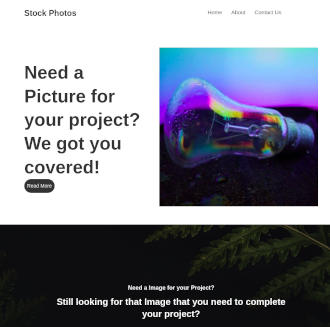 Stock Photos
Home About Contact Us
Need a
Picture for
your project?
We got you
covered!
Read More
Need a Image for your Project?
Still looking for that Image that you need to complete
your project?